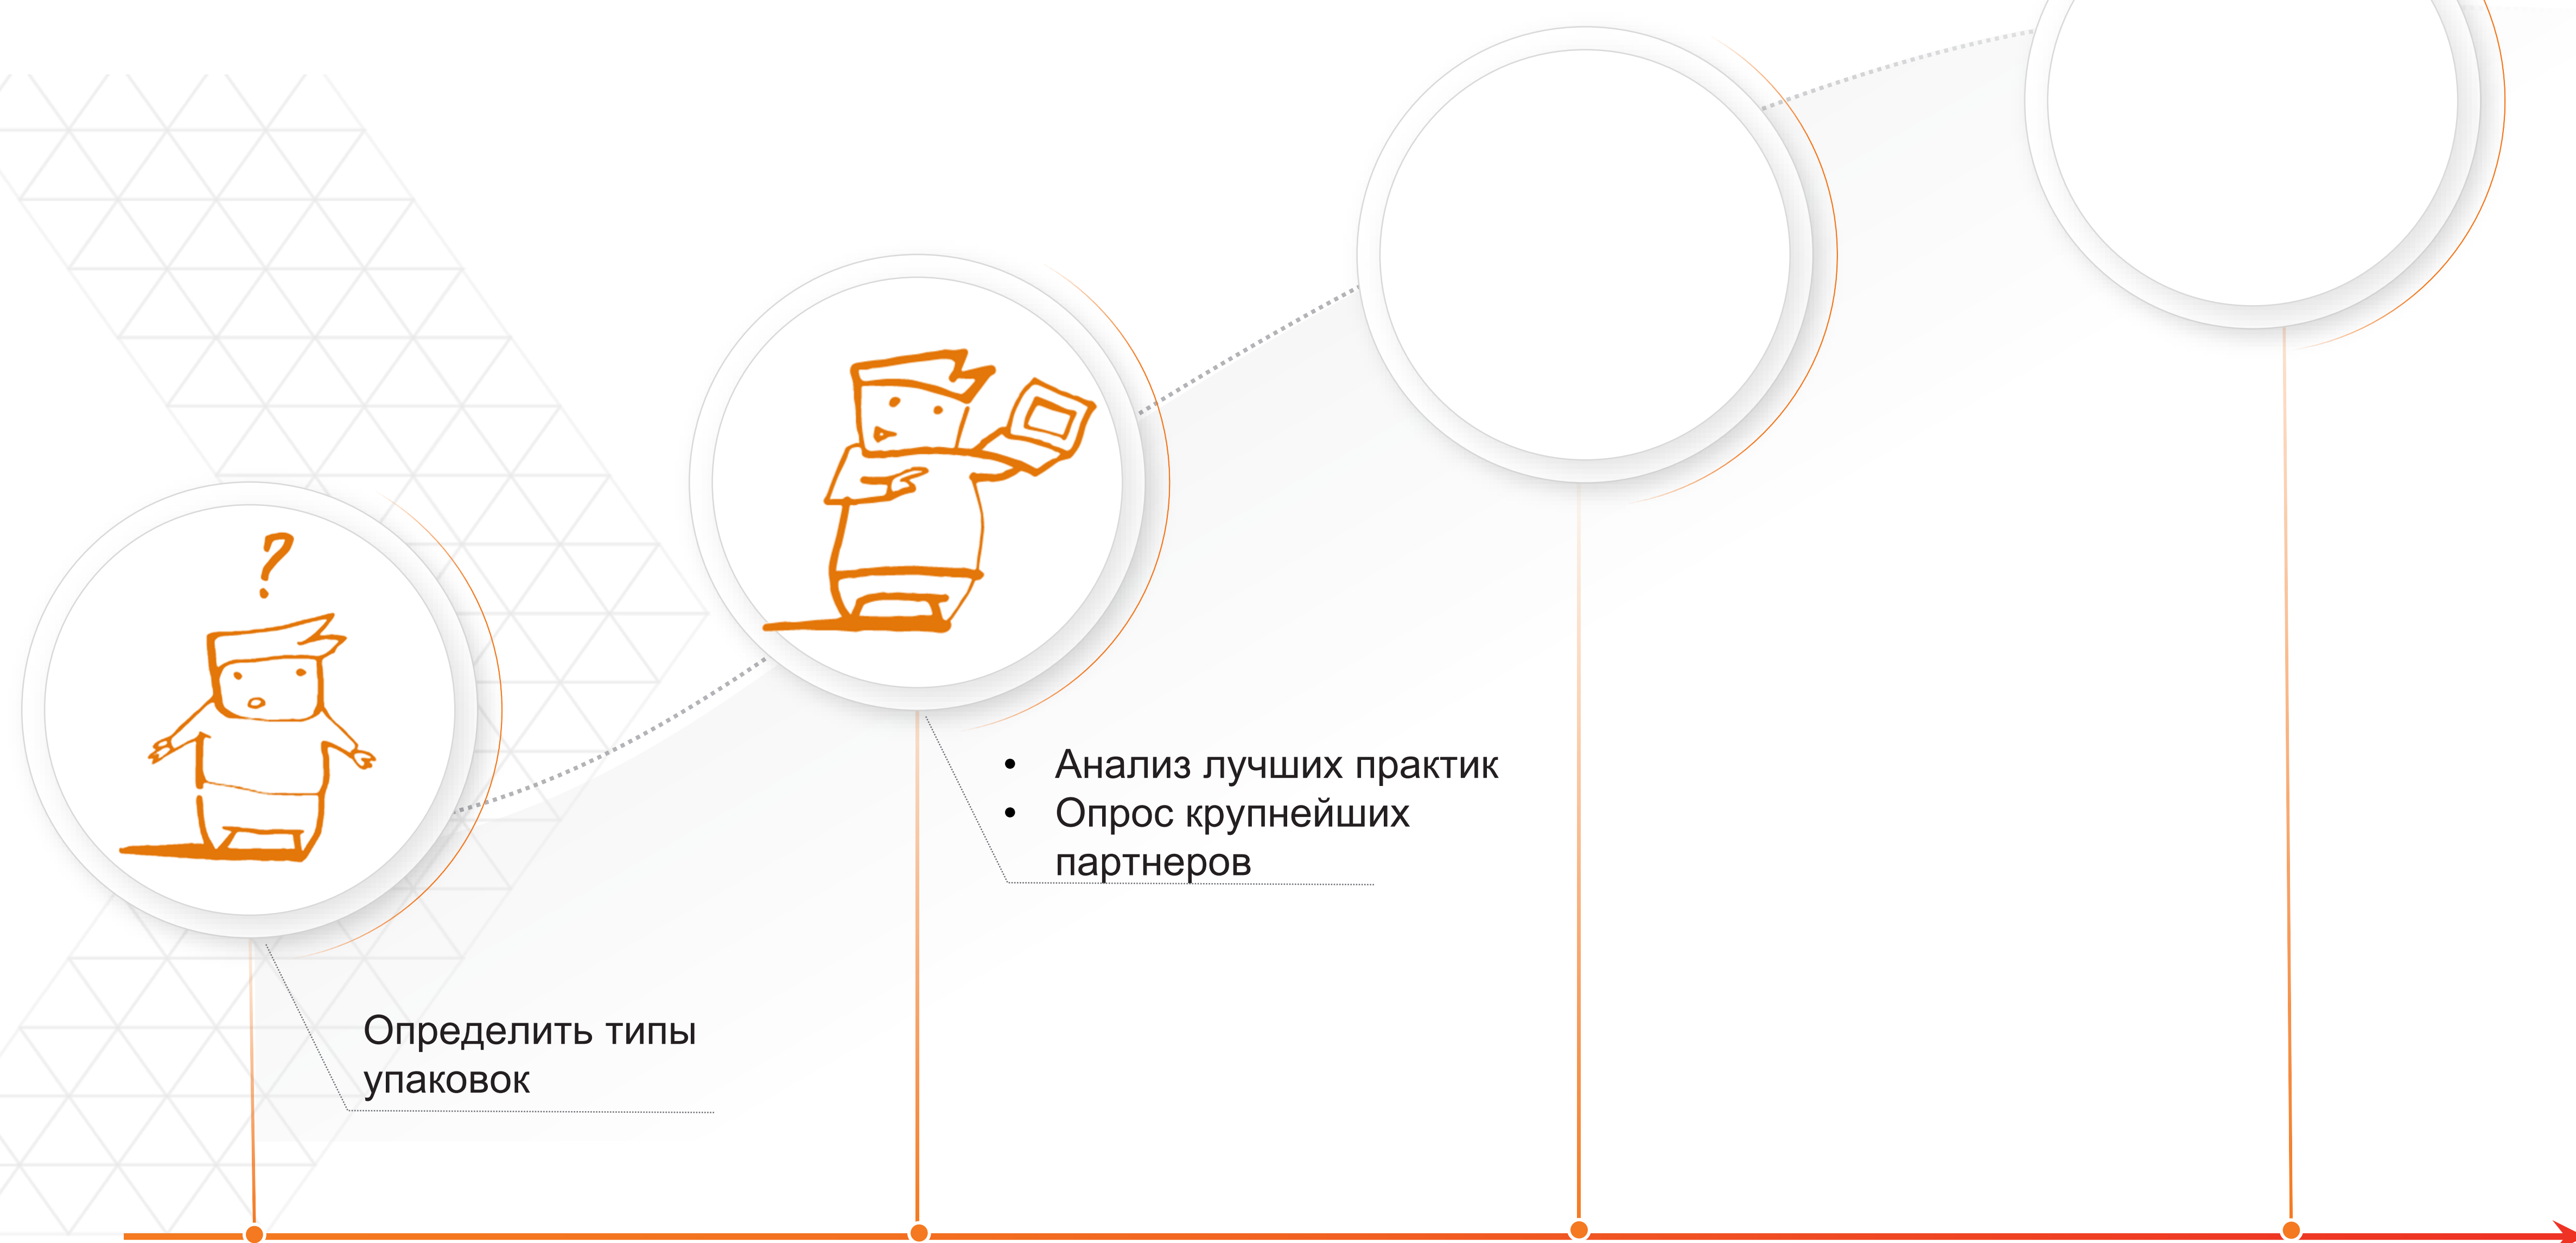 ?
• Анализ лучших практик
• Опрос крупнейших
партнеров
Определить типы
упаковок